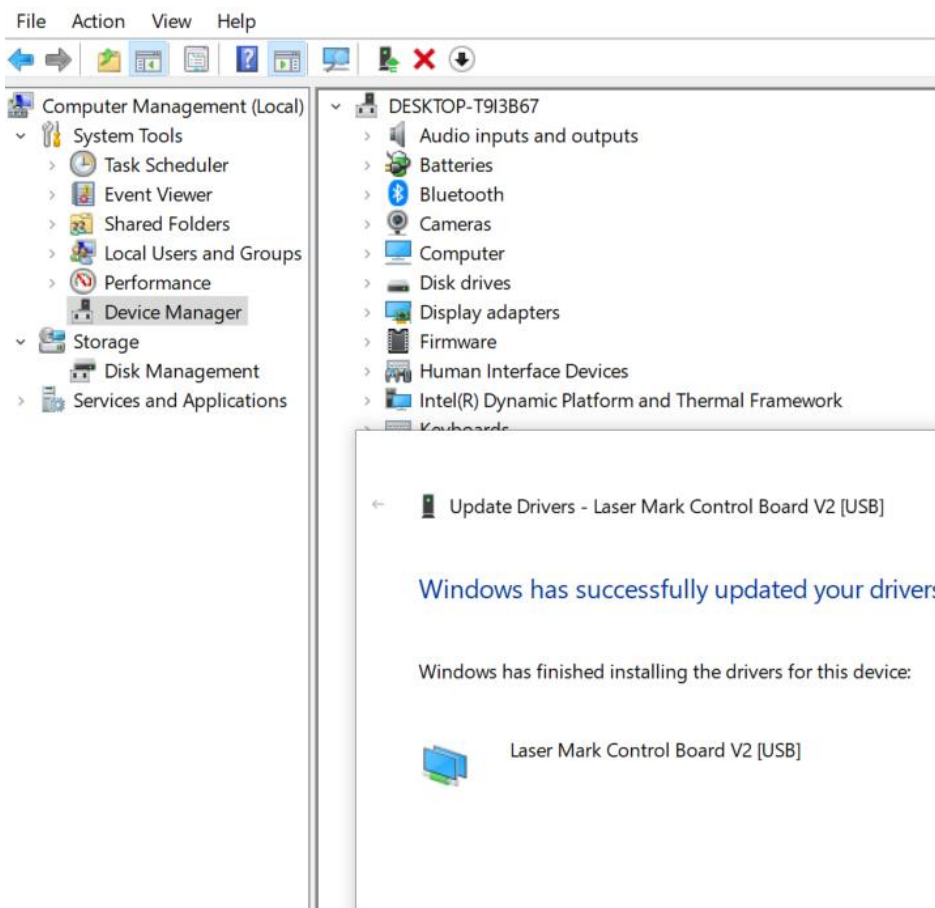 File Action View Help
Computer Management (Local)
System Tools
Task Scheduler
Event Viewer
Shared Folders
Local Users and Groups
Performance
Device Manager
Storage
Disk Management
Services and Applications
DESKTOP-T9I3B67
Audio inputs and outputs
Batteries
Bluetooth
Cameras
Computer
Disk drives
Display adapters
Firmware
Human Interface Devices
Intel(R) Dynamic Platform and Thermal Framework
Keyboards
Update Drivers - Laser Mark Control Board V2 [USB]
Windows has successfully updated your drivers
Windows has finished installing the drivers for this device:
Laser Mark Control Board V2 [USB]